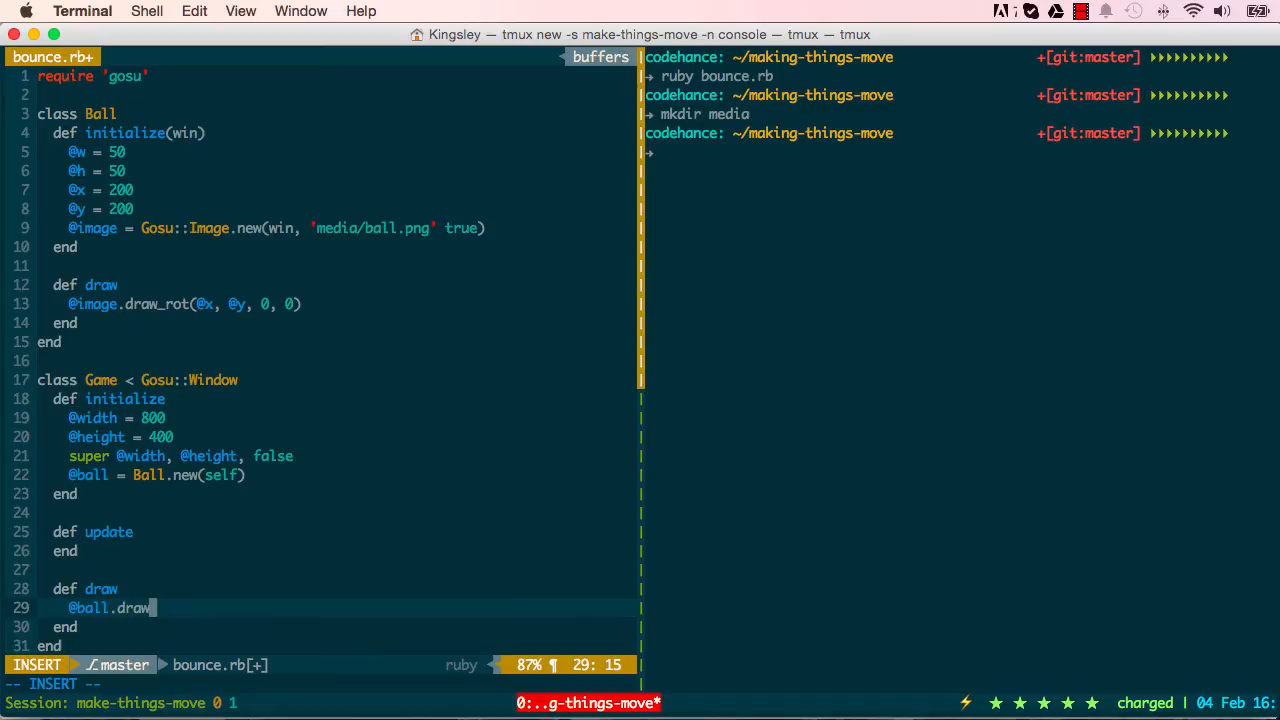 Terminal Shell Edit View Window Help
7
Kingsley — tmux new -s make-things-move -n console — tmux — tmux
bounce.rb+ buffers
1 require 'gosu'
2
3 class Ball
4 def initialize(win)
5 @w = 50
6 @h = 50
7 @x = 200
8 @y = 200
9 @image = Gosu::Image.new(win, 'media/ball.png' true)
10 end
11
12 def draw
13 @image.draw_rot(@x, @y, 0, 0)
14 end
15 end
16
17 class Game < Gosu::Window
18 def initialize
19 @width = 800
20 @height = 400
21 super @width, @height, false
22 @ball = Ball.new(self)
23 end
24
25 def update
26 end
27
28 def draw
29 @ball.draw
30 end
31 end
INSERT master bounce.rb[+] ruby 87% ¶ 29: 15
-- INSERT --
codehance: ~/making-things-move +[git:master]
→ ruby bounce.rb
codehance: ~/making-things-move +[git:master]
→ mkdir media
codehance: ~/making-things-move +[git:master]
→
Session: make-things-move 0 1 0:..g-things-move* ⚡ ★ ★ ★ ★ ★ charged | 04 Feb 16: